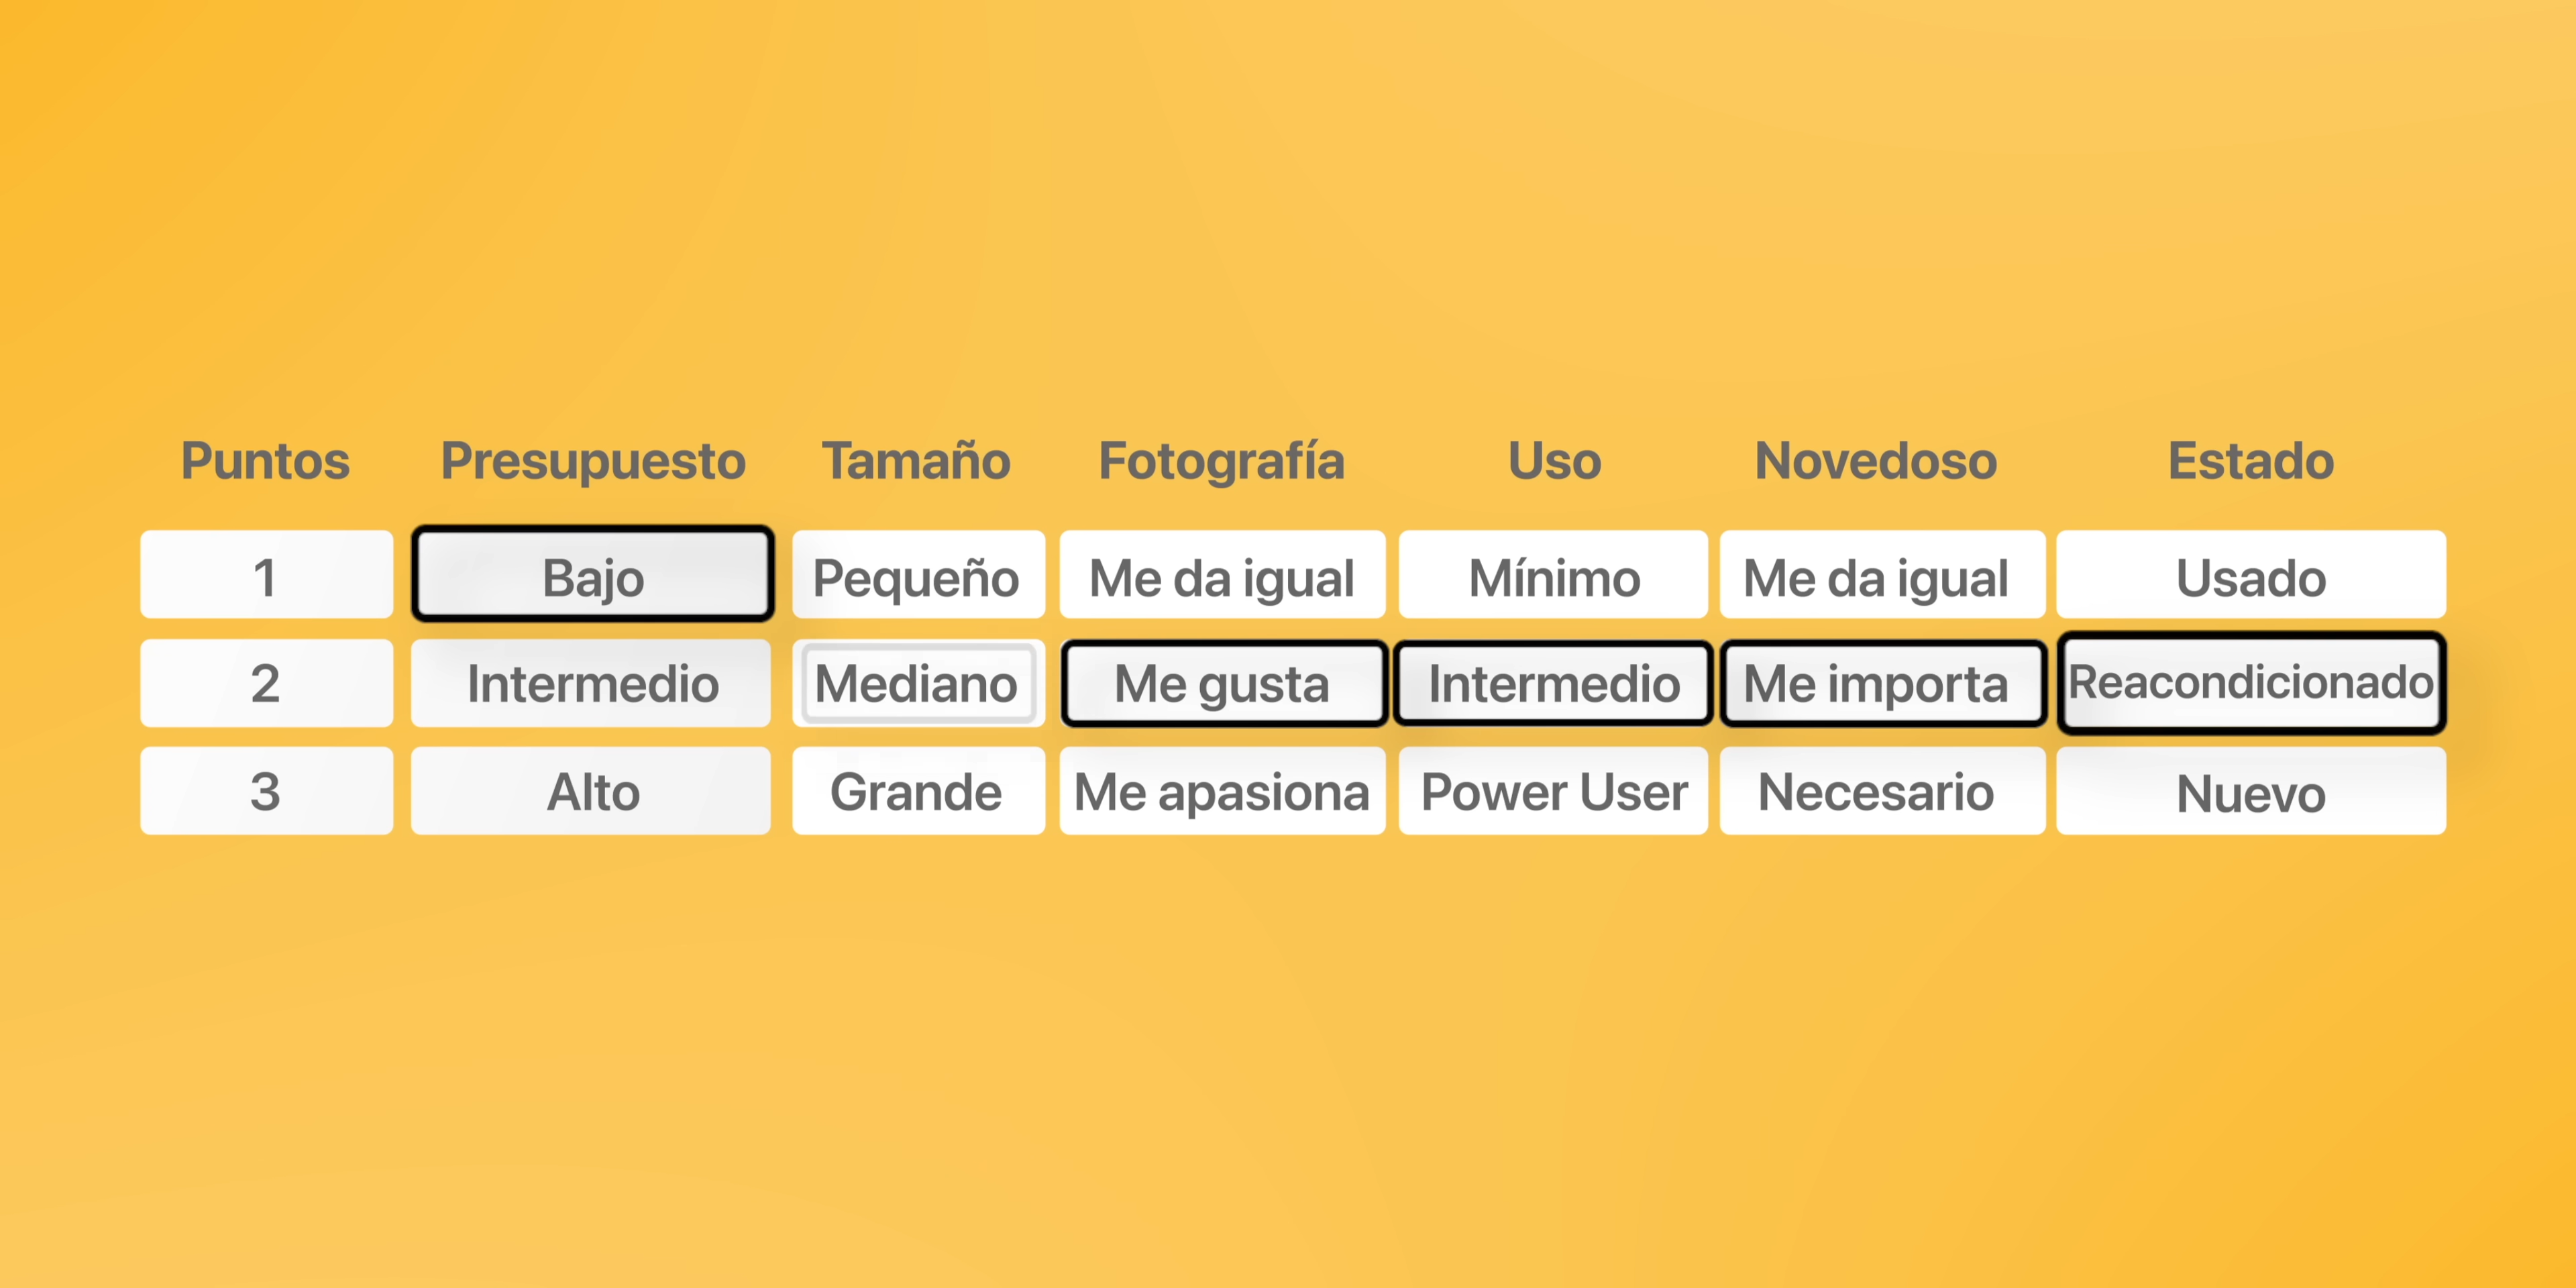 Puntos Presupuesto Tamaño Fotografía Uso Novedoso Estado
1 Bajo Pequeño Me da igual Mínimo Me da igual Usado
2 Intermedio Mediano Me gusta Intermedio Me importa Reacondicionado
3 Alto Grande Me apasiona Power User Necesario Nuevo